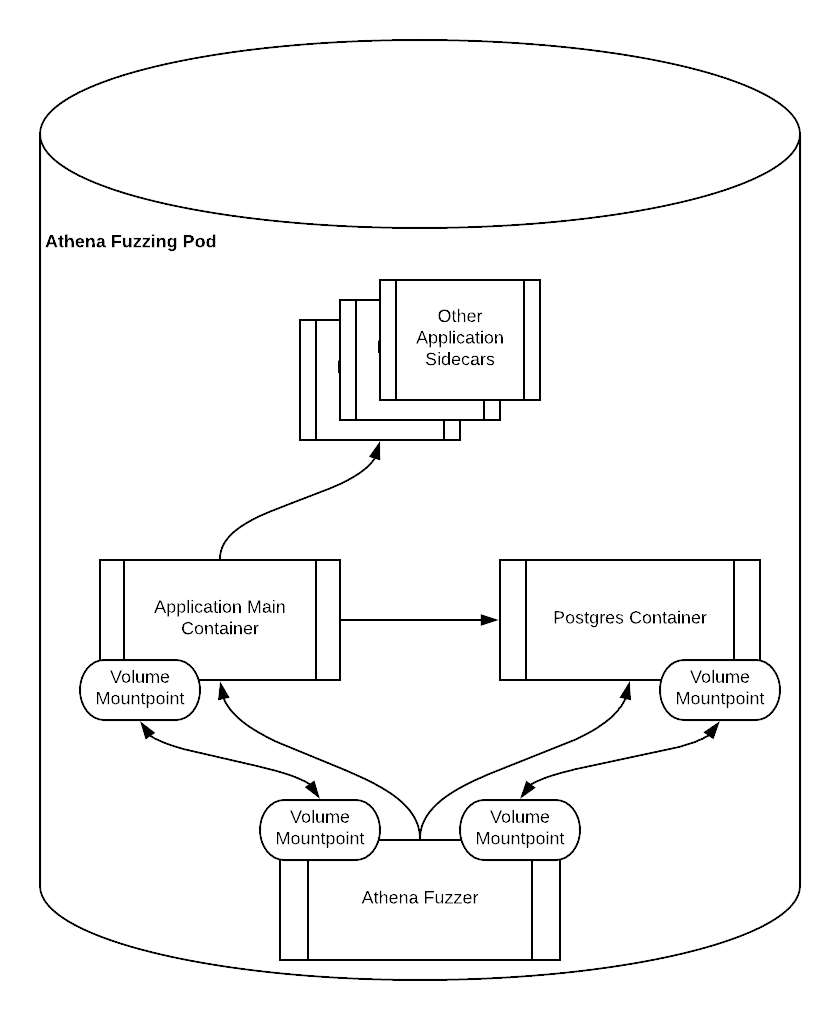 Athena Fuzzing Pod
Other
Application
Sidecars
Application Main
Container
Postgres Container
Volume
Mountpoint
Volume
Mountpoint
Volume
Mountpoint
Volume
Mountpoint
Athena Fuzzer